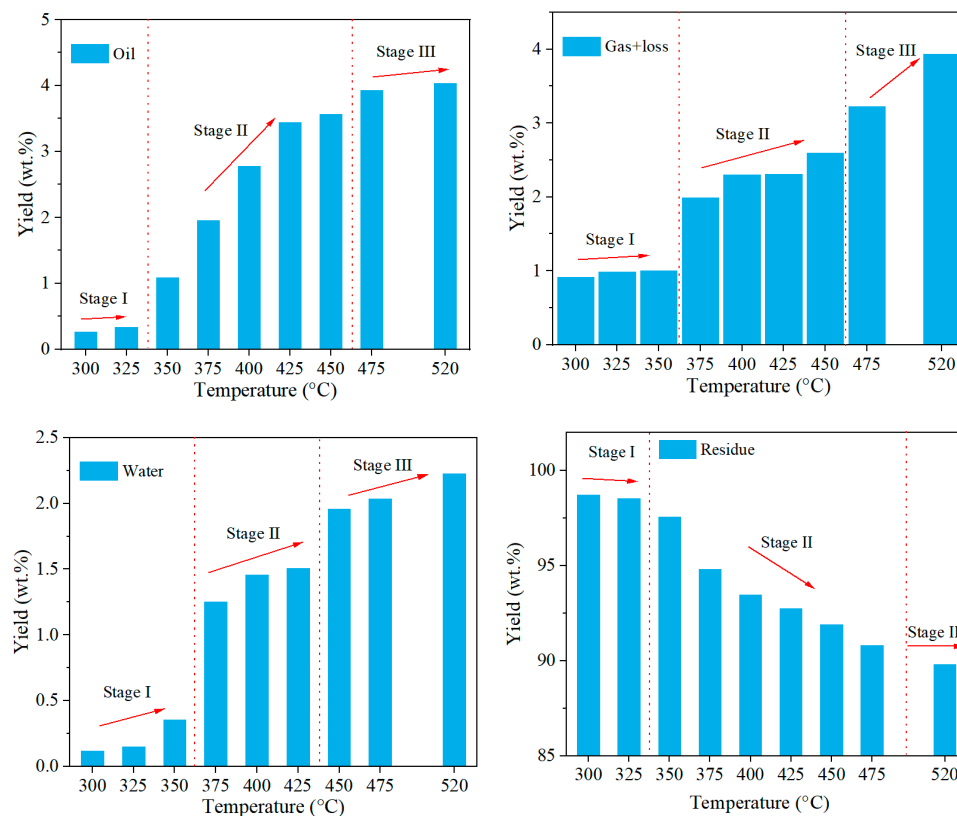 5
4
3
2
1
0
Yield (wt.%)
Oil
Stage I
Stage II
Stage III
300 325 350 375 400 425 450 475 520
Temperature (°C)
4
3
2
1
0
Yield (wt.%)
Gas+loss
Stage I
Stage II
Stage III
300 325 350 375 400 425 450 475 520
Temperature (°C)
2.5
2.0
1.5
1.0
0.5
0.0
Yield (wt.%)
Water
Stage I
Stage II
Stage III
300 325 350 375 400 425 450 475 520
Temperature (°C)
100
95
90
85
Yield (wt.%)
Residue
Stage I
Stage II
Stage II
300 325 350 375 400 425 450 475 520
Temperature (°C)